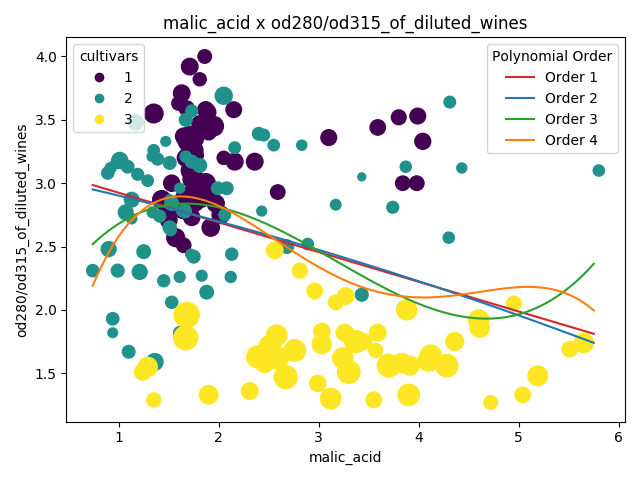 malic_acid x od280/od315_of_diluted_wines
cultivars
1
2
3
Polynomial Order
Order 1
Order 2
Order 3
Order 4
od280/od315_of_diluted_wines
4.0
3.5
3.0
2.5
2.0
1.5
1 2 3 4 5 6
malic_acid